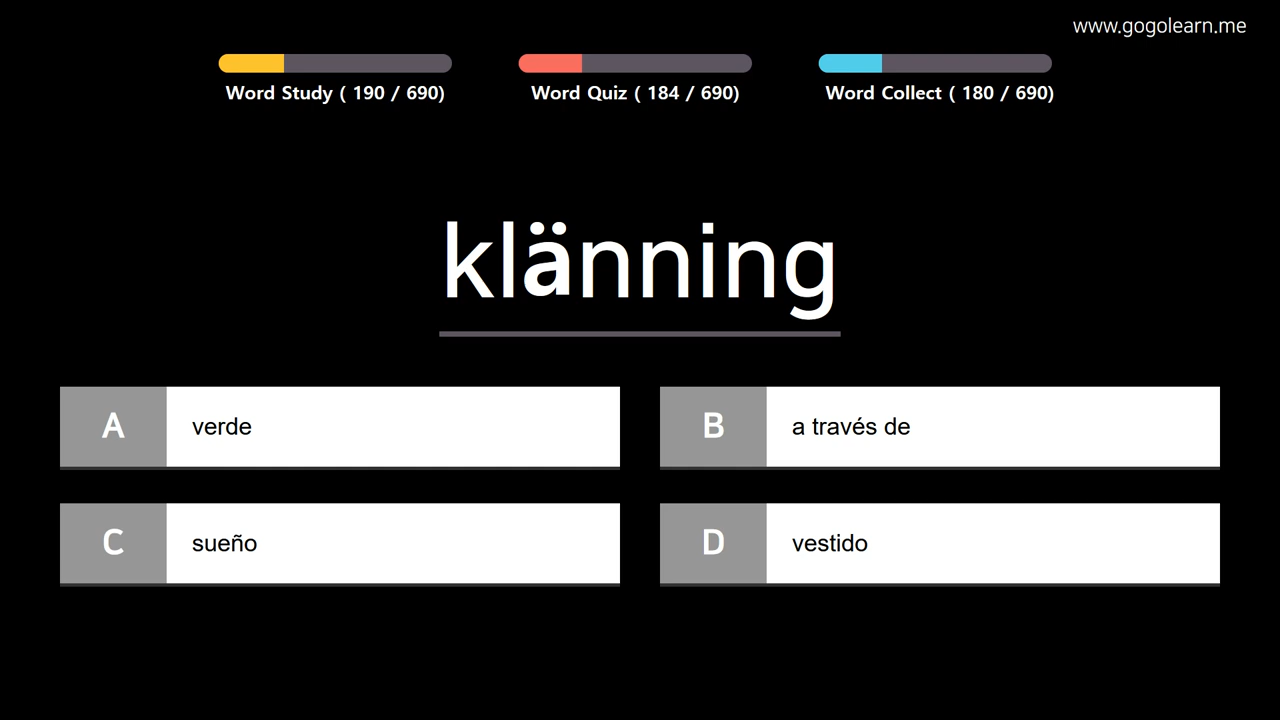 www.gogolearn.me
Word Study ( 190 / 690)
Word Quiz ( 184 / 690)
Word Collect ( 180 / 690)
klänning
A verde
B a través de
C sueño
D vestido